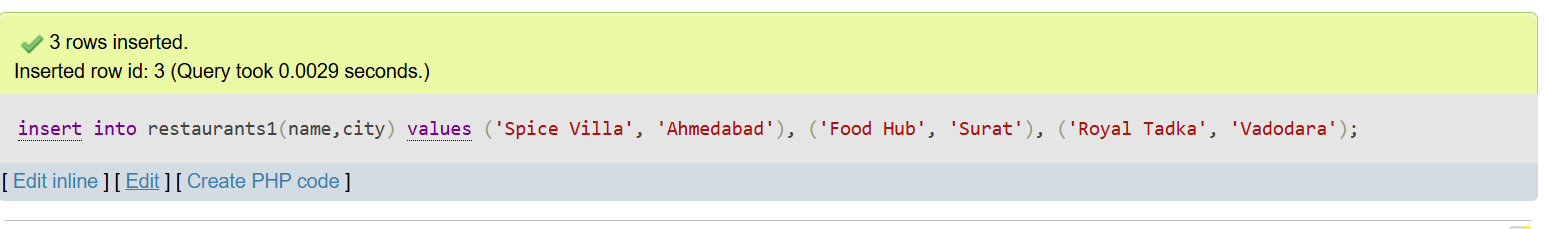 3 rows inserted.
Inserted row id: 3 (Query took 0.0029 seconds.)
insert into restaurants1(name,city) values ('Spice Villa', 'Ahmedabad'), ('Food Hub', 'Surat'), ('Royal Tadka', 'Vadodara');
[ Edit inline ] [ Edit ] [ Create PHP code ]